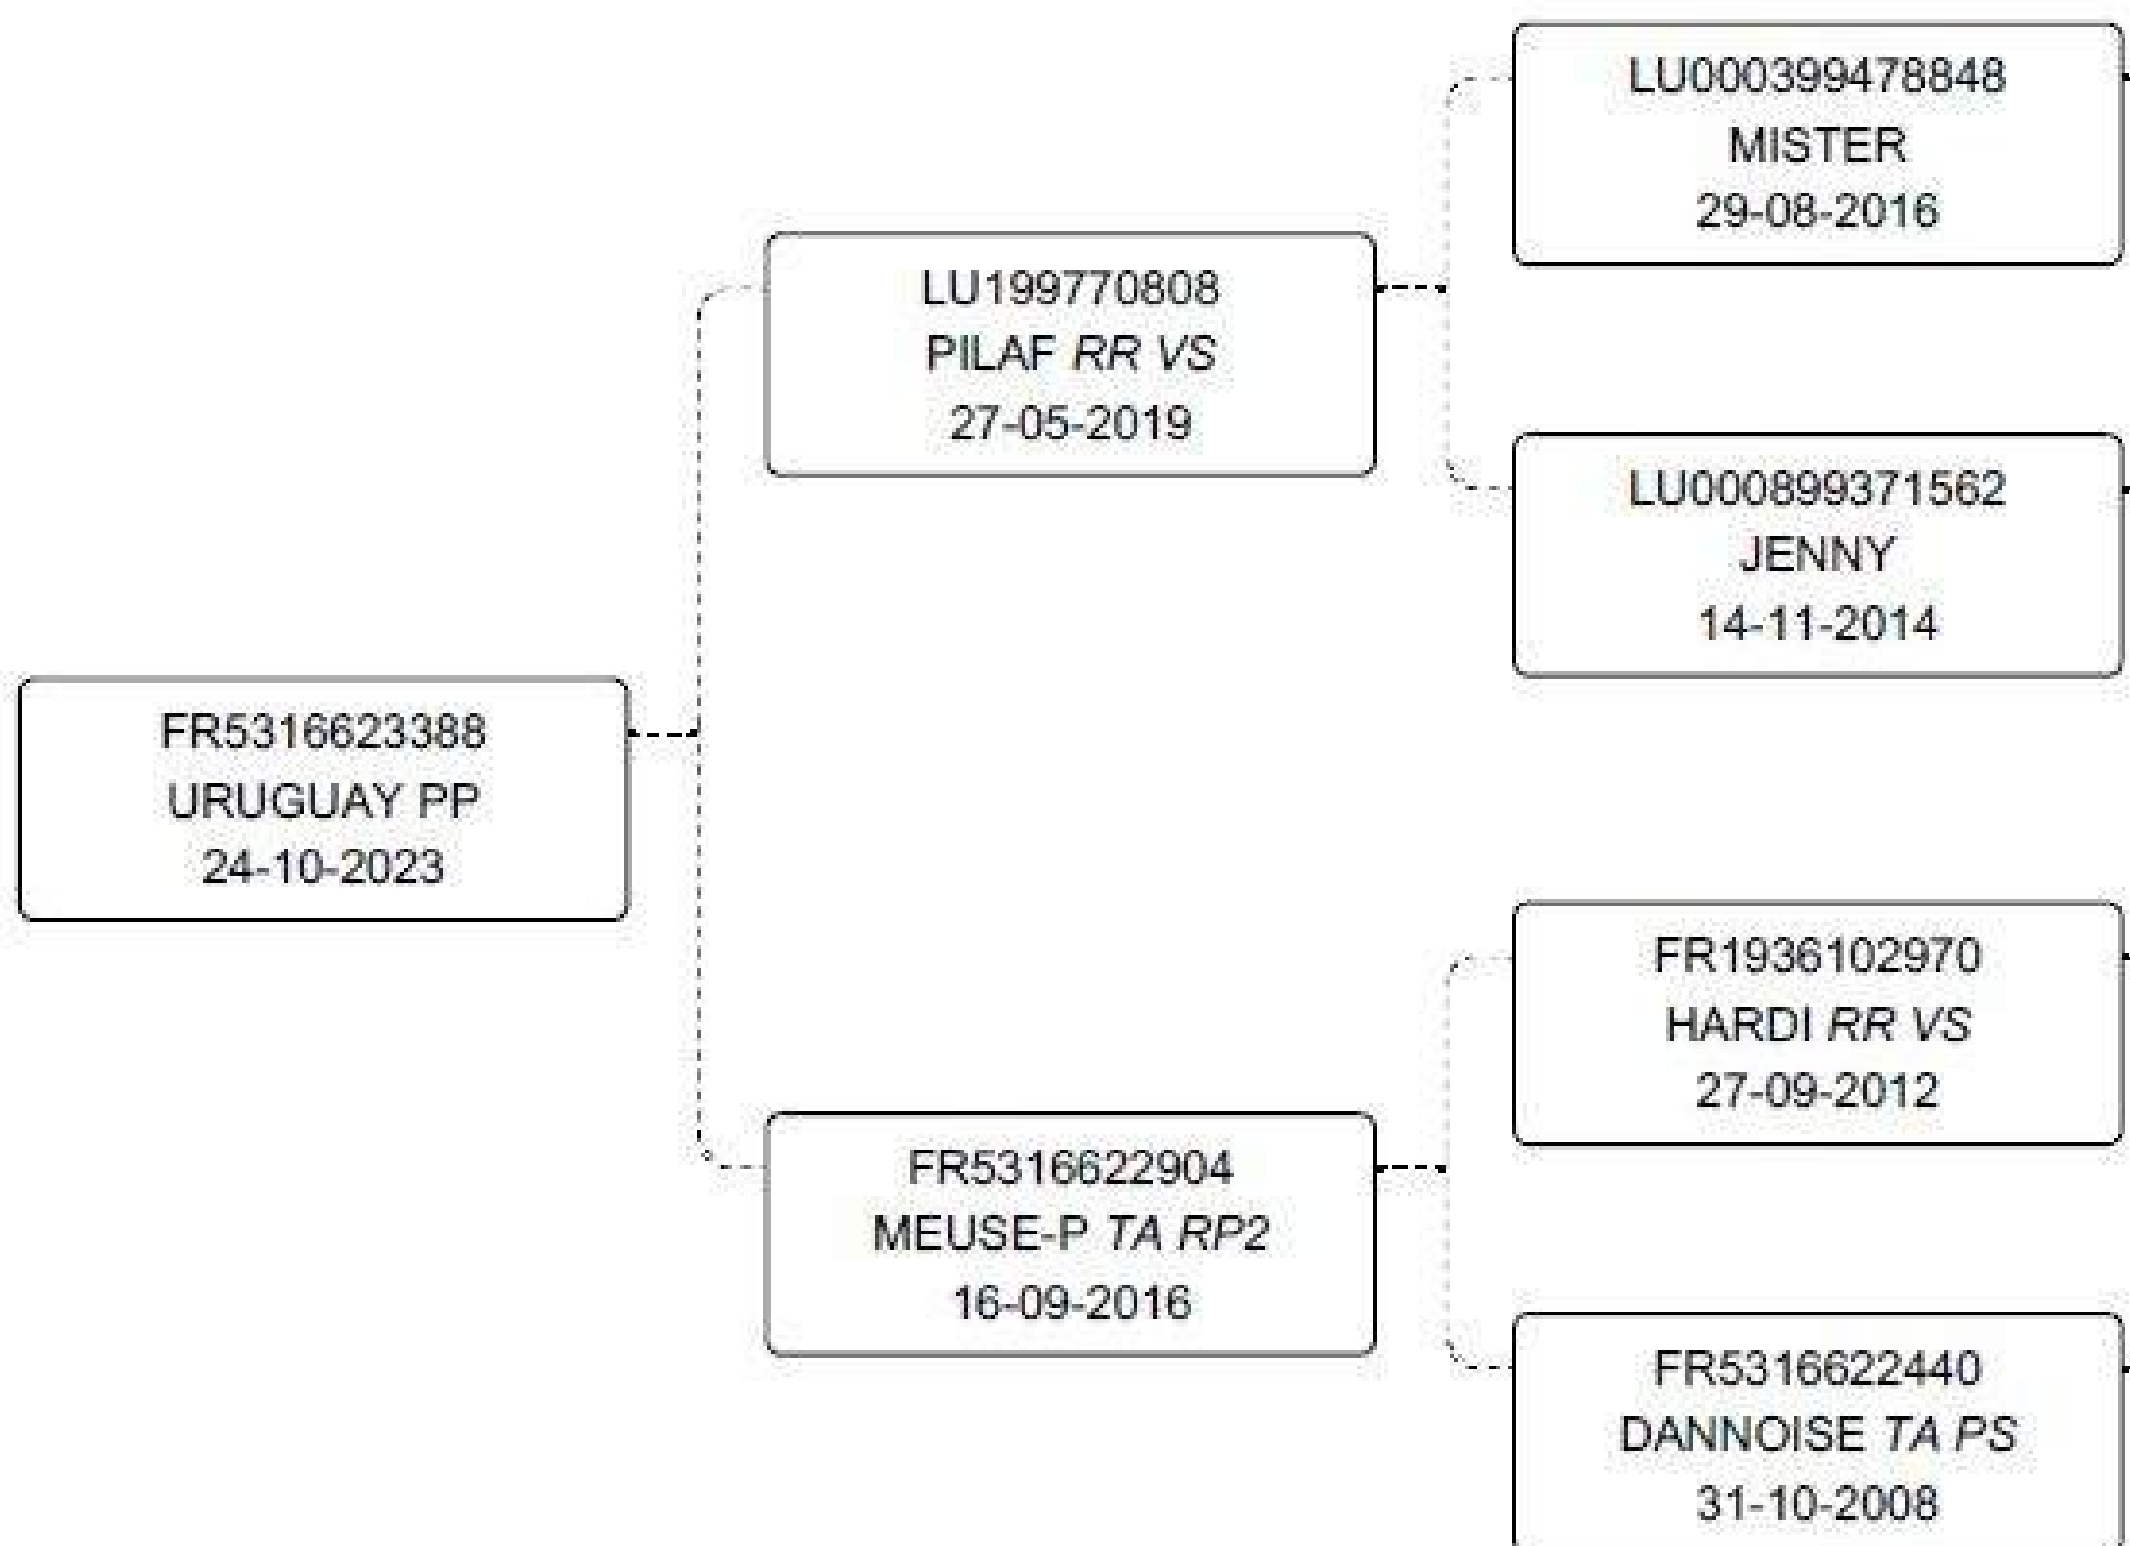 LU000399478848
MISTER
29-08-2016
LU199770808
PILAF RR VS
27-05-2019
LU000899371562
JENNY
14-11-2014
FR5316623388
URUGUAY PP
24-10-2023
FR1936102970
HARDI RR VS
27-09-2012
FR5316622904
MEUSE-P TA RP2
16-09-2016
FR5316622440
DANNOISE TA PS
31-10-2008